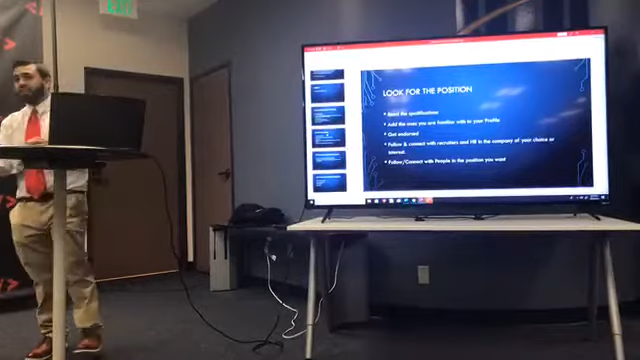 EXIT
LOOK FOR THE POSITION
Read the qualifications
Add the ones you are familiar with to your Profile
Get endorsed
Follow & connect with recruiters and HR in the company of your choice or
interest.
Follow/Connect with People in the position you want